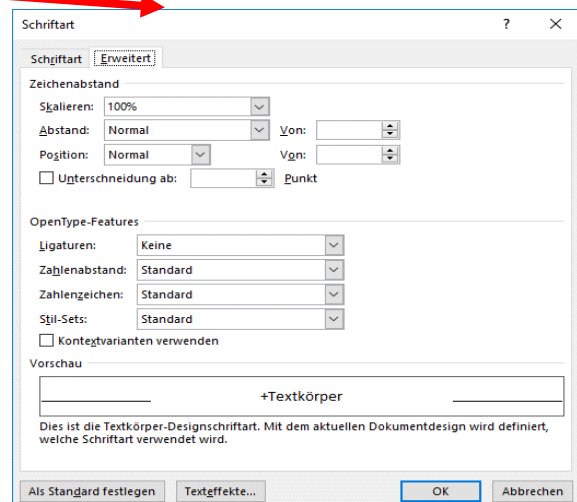 Schriftart ? ×
Schriftart Erweitert
Zeichenabstand
Skalieren: 100%
Abstand: Normal Von:
Position: Normal Von:
Unterschneidung ab: Punkt
OpenType-Features
Ligaturen: Keine
Zahlenabstand: Standard
Zahlenzeichen: Standard
Stil-Sets: Standard
Kontextvarianten verwenden
Vorschau
+Textkörper
Dies ist die Textkörper-Designschriftart. Mit dem aktuellen Dokumentdesign wird definiert,
welche Schriftart verwendet wird.
Als Standard festlegen Texteffekte... OK Abbrechen